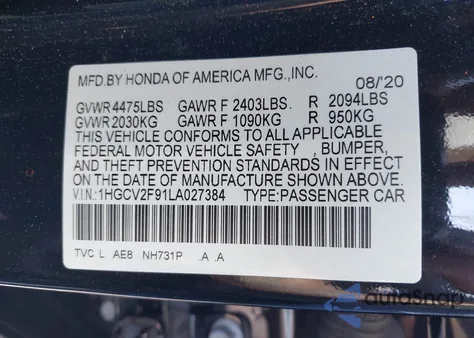 MFD.BY HONDA OF AMERICA MFG.,INC. 08/'20
GVWR 4475LBS GAWR F 2403LBS. R 2094LBS
GVWR 2030KG GAWR F 1090KG R 950KG
THIS VEHICLE CONFORMS TO ALL APPLICABLE
FEDERAL MOTOR VEHICLE SAFETY , BUMPER,
AND THEFT PREVENTION STANDARDS IN EFFECT
ON THE DATE OF MANUFACTURE SHOWN ABOVE.
V.I.N.:1HGCV2F91LA027384 TYPE:PASSENGER CAR
TVC L AE8 NH731P .A .A
autoSnap